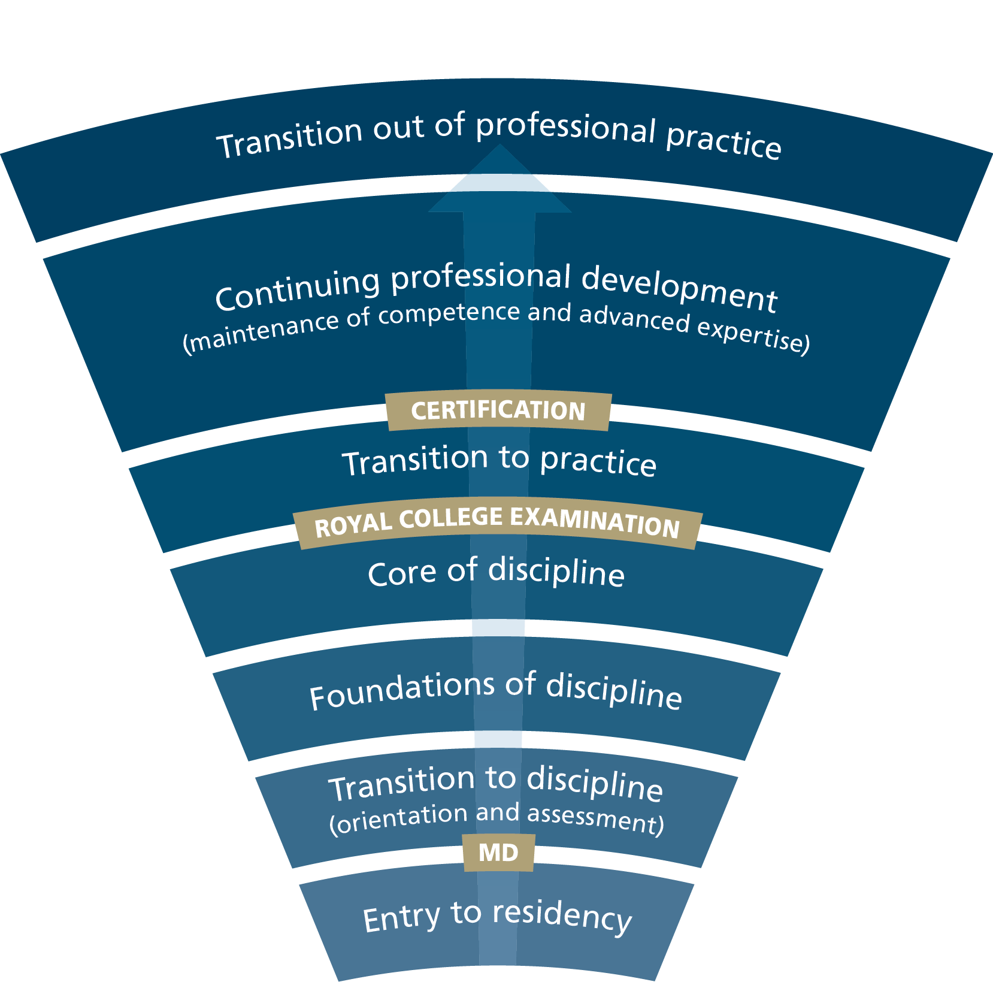 Transition out of professional practice
Continuing professional development
(maintenance of competence and advanced expertise)
CERTIFICATION
Transition to practice
ROYAL COLLEGE EXAMINATION
Core of discipline
Foundations of discipline
Transition to discipline
(orientation and assessment)
MD
Entry to residency